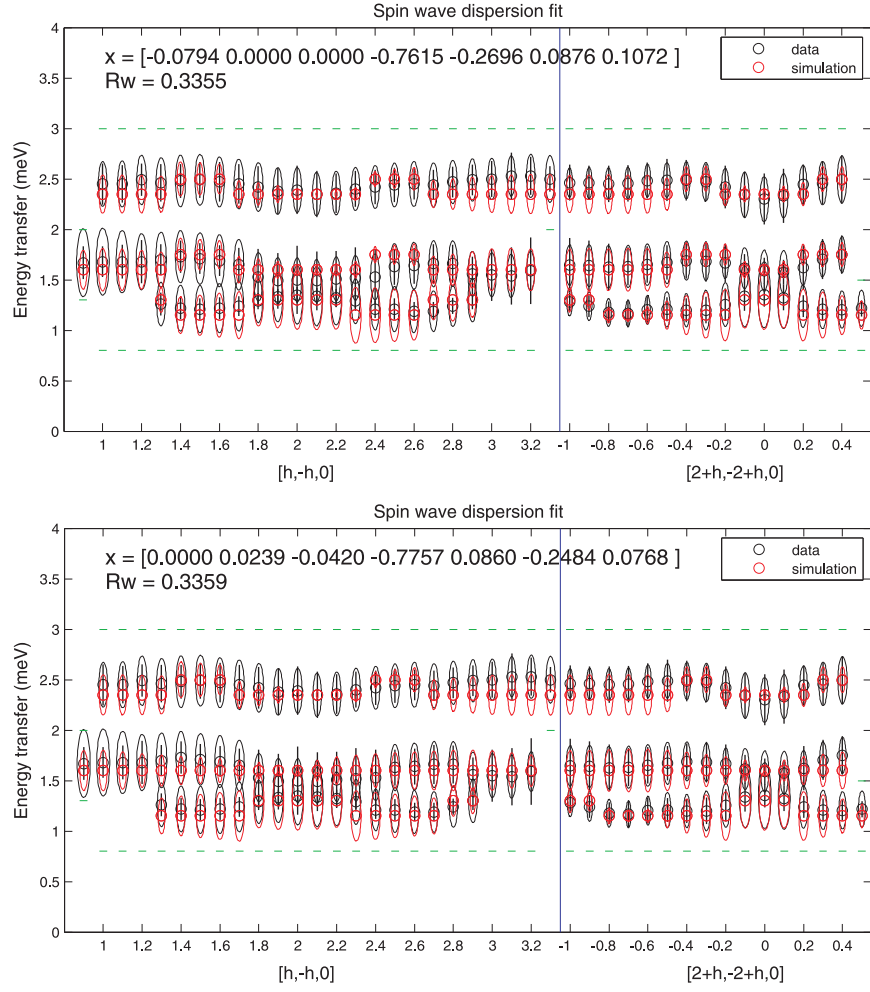 Spin wave dispersion fit
x = [-0.0794 0.0000 0.0000 -0.7615 -0.2696 0.0876 0.1072 ]
Rw = 0.3355
data
simulation
Energy transfer (meV)
4
3.5
3
2.5
2
1.5
1
0.5
0
1 1.2 1.4 1.6 1.8 2 2.2 2.4 2.6 2.8 3 3.2 -1 -0.8 -0.6 -0.4 -0.2 0 0.2 0.4
[h,-h,0] [2+h,-2+h,0]
Spin wave dispersion fit
x = [0.0000 0.0239 -0.0420 -0.7757 0.0860 -0.2484 0.0768 ]
Rw = 0.3359
data
simulation
Energy transfer (meV)
4
3.5
3
2.5
2
1.5
1
0.5
0
1 1.2 1.4 1.6 1.8 2 2.2 2.4 2.6 2.8 3 3.2 -1 -0.8 -0.6 -0.4 -0.2 0 0.2 0.4
[h,-h,0] [2+h,-2+h,0]